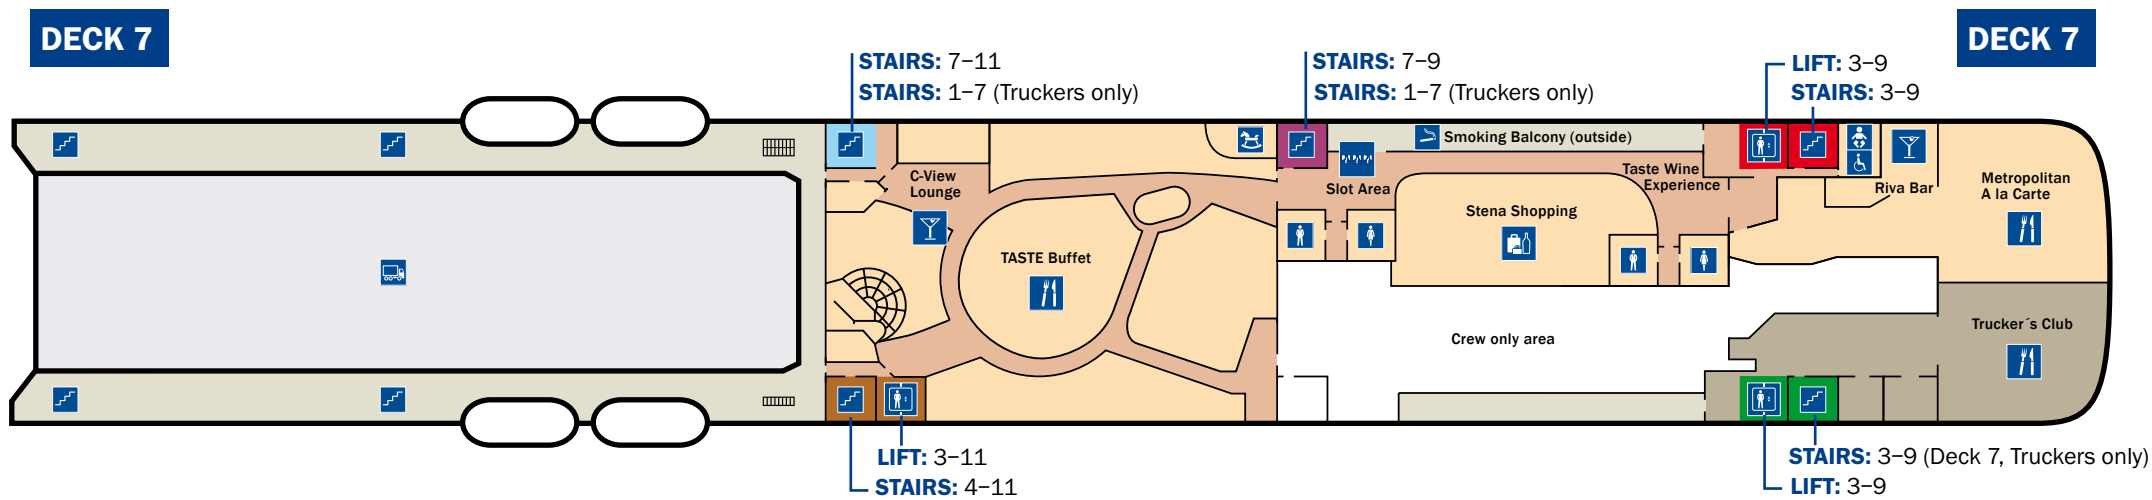 DECK 7
DECK 7
STAIRS: 7–11
STAIRS: 1–7 (Truckers only)
STAIRS: 7–9
STAIRS: 1–7 (Truckers only)
LIFT: 3–9
STAIRS: 3–9
Smoking Balcony (outside)
C-View
Lounge
Slot Area
Taste Wine
Experience
Riva Bar
Metropolitan
A la Carte
Stena Shopping
TASTE Buffet
Crew only area
Trucker´s Club
LIFT: 3–11
STAIRS: 4–11
STAIRS: 3–9 (Deck 7, Truckers only)
LIFT: 3–9